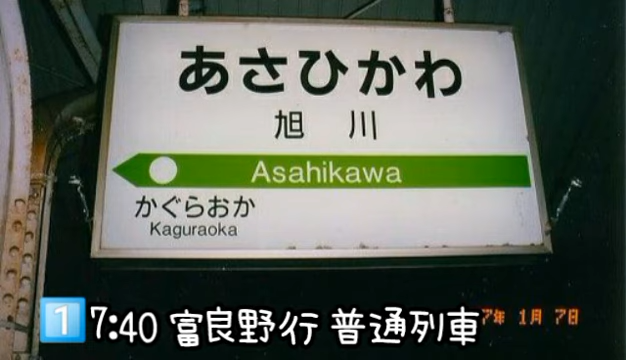 あさひかわ
旭川
Asahikawa
かぐらおか
Kaguraoka
1 7:40 富良野行 普通列車
7年 1月 7日